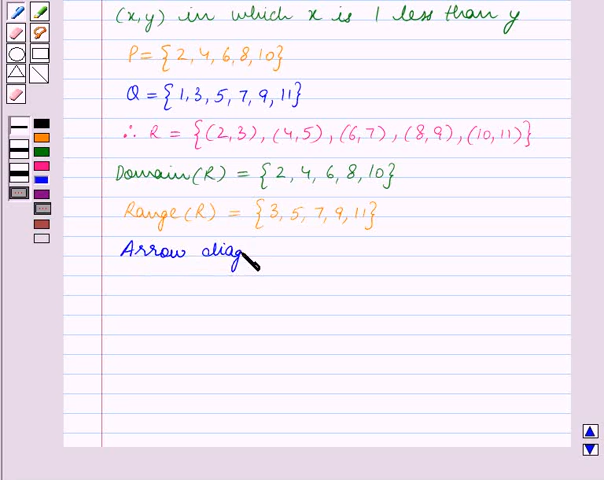 (x,y) in which x is 1 less than y
P = {2, 4, 6, 8, 10}
Q = {1, 3, 5, 7, 9, 11}
∴ R = {(2,3), (4,5), (6,7), (8,9), (10,11)}
Domain(R) = {2, 4, 6, 8, 10}
Range(R) = {3, 5, 7, 9, 11}
Arrow diag